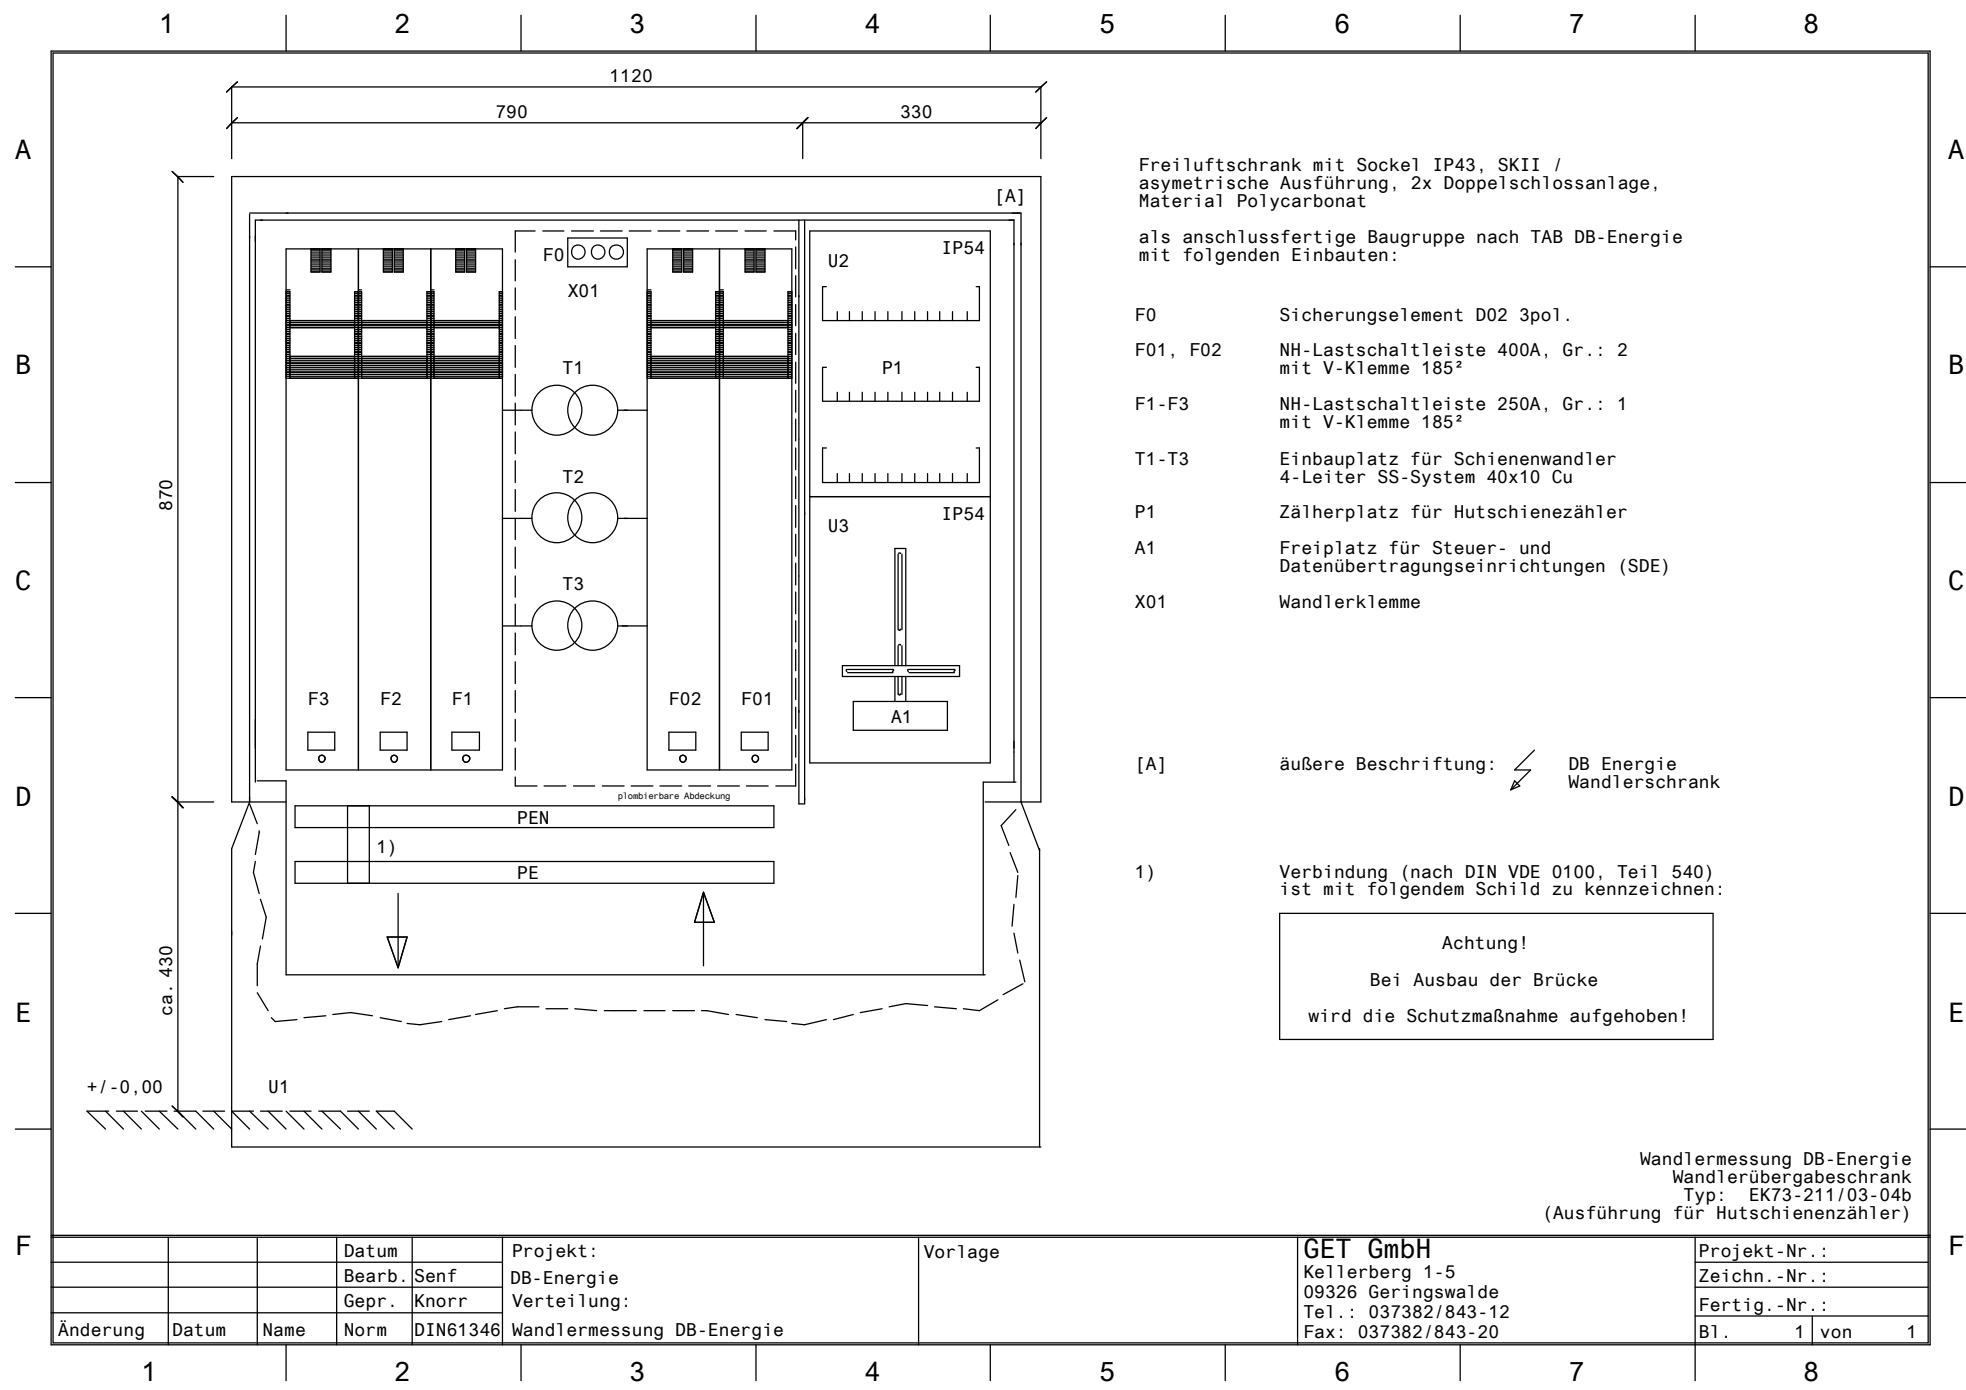 1 2 3 4 5 6 7 8
A A
B B
C C
D D
E E
F F
1120
790 330
870
ca. 430
[A]
F0
X01
U2 IP54
P1
T1
T2
T3
U3 IP54
A1
F3 F2 F1 F02 F01
plombierbare Abdeckung
PEN
1)
PE
+/-0,00 U1
Freiluftschrank mit Sockel IP43, SKII /
asymetrische Ausführung, 2x Doppelschlossanlage,
Material Polycarbonat
als anschlussfertige Baugruppe nach TAB DB-Energie
mit folgenden Einbauten:
F0 Sicherungselement D02 3pol.
F01, F02 NH-Lastschaltleiste 400A, Gr.: 2
mit V-Klemme 185²
F1-F3 NH-Lastschaltleiste 250A, Gr.: 1
mit V-Klemme 185²
T1-T3 Einbauplatz für Schienenwandler
4-Leiter SS-System 40x10 Cu
P1 Zälherplatz für Hutschienezähler
A1 Freiplatz für Steuer- und
Datenübertragungseinrichtungen (SDE)
X01 Wandlerklemme
[A] äußere Beschriftung: DB Energie
Wandlerschrank
1) Verbindung (nach DIN VDE 0100, Teil 540)
ist mit folgendem Schild zu kennzeichnen:
Achtung!
Bei Ausbau der Brücke
wird die Schutzmaßnahme aufgehoben!
Wandlermessung DB-Energie
Wandlerübergabeschrank
Typ: EK73-211/03-04b
(Ausführung für Hutschienenzähler)
Datum
Bearb. Senf
Gepr. Knorr
Änderung Datum Name Norm DIN61346
Projekt:
DB-Energie
Verteilung:
Wandlermessung DB-Energie
Vorlage
GET GmbH
Kellerberg 1-5
09326 Geringswalde
Tel.: 037382/843-12
Fax: 037382/843-20
Projekt-Nr.:
Zeichn.-Nr.:
Fertig.-Nr.:
Bl. 1 von 1
1 2 3 4 5 6 7 8